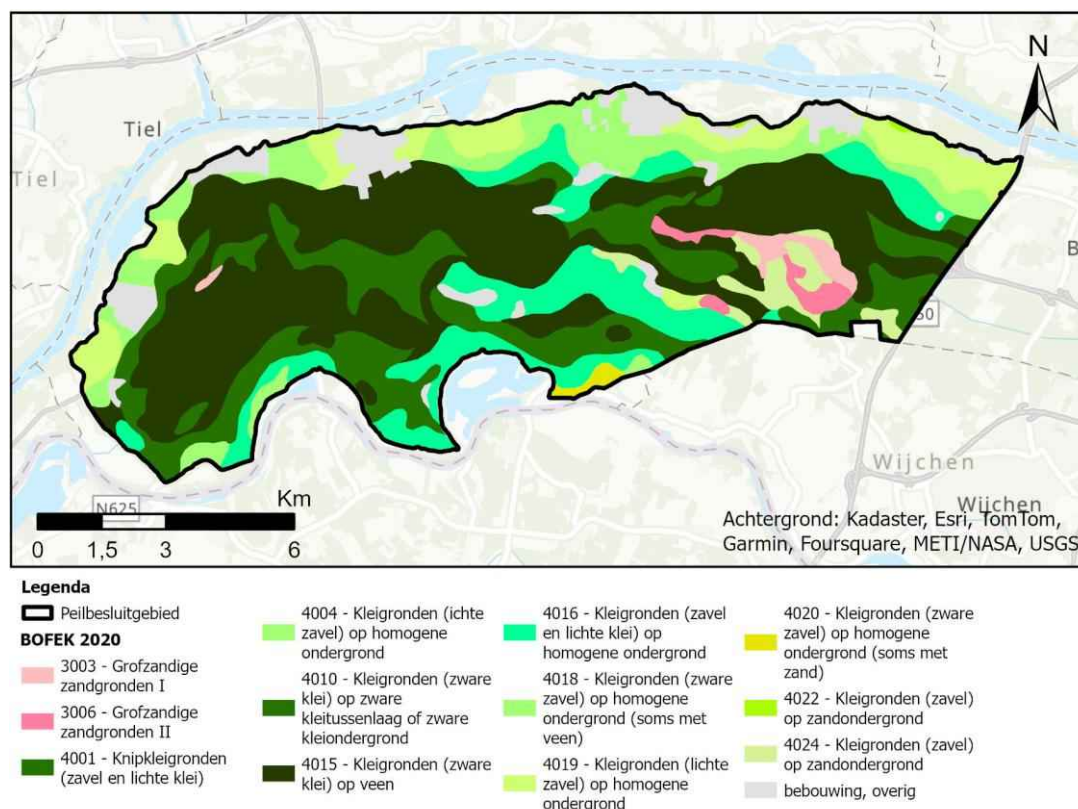 N
Tiel
Tiel
B
50
Wijchen
Wijchen
N625
Km
0 1,5 3 6
Achtergrond: Kadaster, Esri, TomTom,
Garmin, Foursquare, METI/NASA, USGS
Legenda
Peilbesluitgebied
BOFEK 2020
3003 - Grofzandige
zandgronden I
3006 - Grofzandige
zandgronden II
4001 - Knipkleigronden
(zavel en lichte klei)
4004 - Kleigronden (ichte
zavel) op homogene
ondergrond
4010 - Kleigronden (zware
klei) op zware
kleitussenlaag of zware
kleiondergrond
4015 - Kleigronden (zware
klei) op veen
4016 - Kleigronden (zavel
en lichte klei) op
homogene ondergrond
4018 - Kleigronden (zware
zavel) op homogene
ondergrond (soms met
veen)
4019 - Kleigronden (lichte
zavel) op homogene
ondergrond
4020 - Kleigronden (zware
zavel) op homogene
ondergrond (soms met
zand)
4022 - Kleigronden (zavel)
op zandondergrond
4024 - Kleigronden (zavel)
op zandondergrond
bebouwing, overig